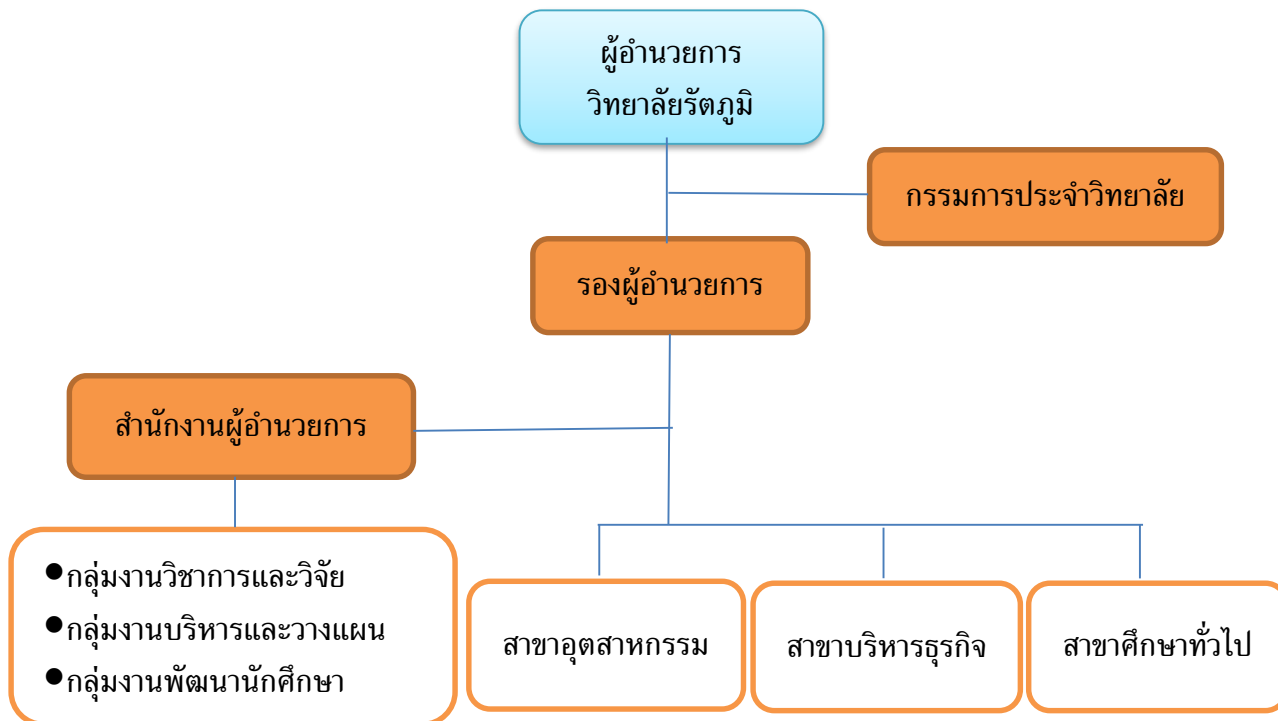 ผู้อำนวยการ
วิทยาลัยรัตภูมิ
กรรมการประจำวิทยาลัย
รองผู้อำนวยการ
สำนักงานผู้อำนวยการ
●กลุ่มงานวิชาการและวิจัย
●กลุ่มงานบริหารและวางแผน
●กลุ่มงานพัฒนานักศึกษา
สาขาอุตสาหกรรม
สาขาบริหารธุรกิจ
สาขาศึกษาทั่วไป